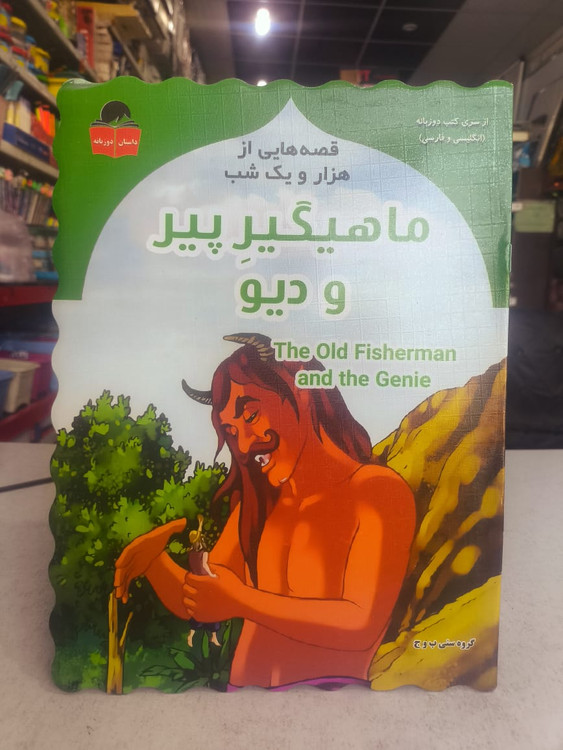 از سری کتب دوزبانه
(انگلیسی و فارسی)
داستان دوزبانه
قصه‌هایی از
هزار و یک شب
ماهیگیرِ پیر
و دیو
The Old Fisherman
and the Genie
گروه سنی ب و ج